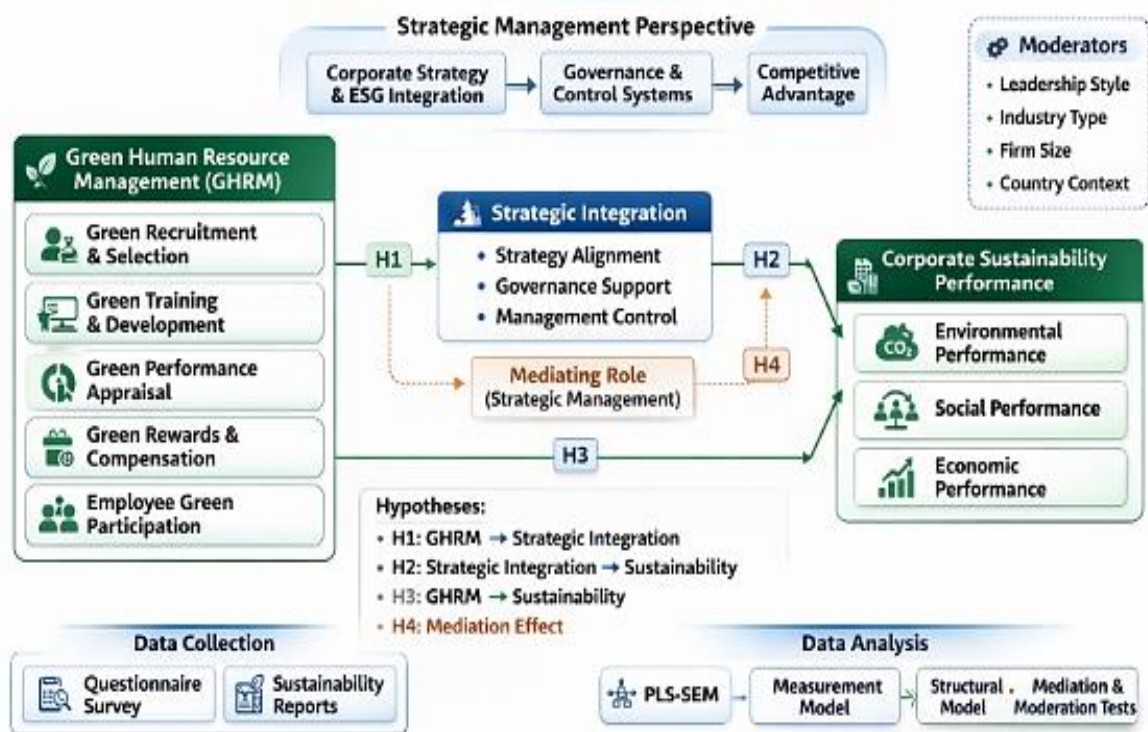 Strategic Management Perspective
Corporate Strategy
& ESG Integration
Governance &
Control Systems
Competitive
Advantage
Moderators
• Leadership Style
• Industry Type
• Firm Size
• Country Context
Green Human Resource
Management (GHRM)
Green Recruitment
& Selection
Green Training
& Development
Green Performance
Appraisal
Green Rewards &
Compensation
Employee Green
Participation
H1
Strategic Integration
• Strategy Alignment
• Governance Support
• Management Control
H2
Mediating Role
(Strategic Management)
H4
H3
Corporate Sustainability
Performance
CO₂
Environmental
Performance
Social Performance
Economic
Performance
Hypotheses:
• H1: GHRM → Strategic Integration
• H2: Strategic Integration → Sustainability
• H3: GHRM → Sustainability
• H4: Mediation Effect
Data Collection
Questionnaire
Survey
Sustainability
Reports
Data Analysis
PLS-SEM
Measurement
Model
Structural
Model
Mediation &
Moderation Tests